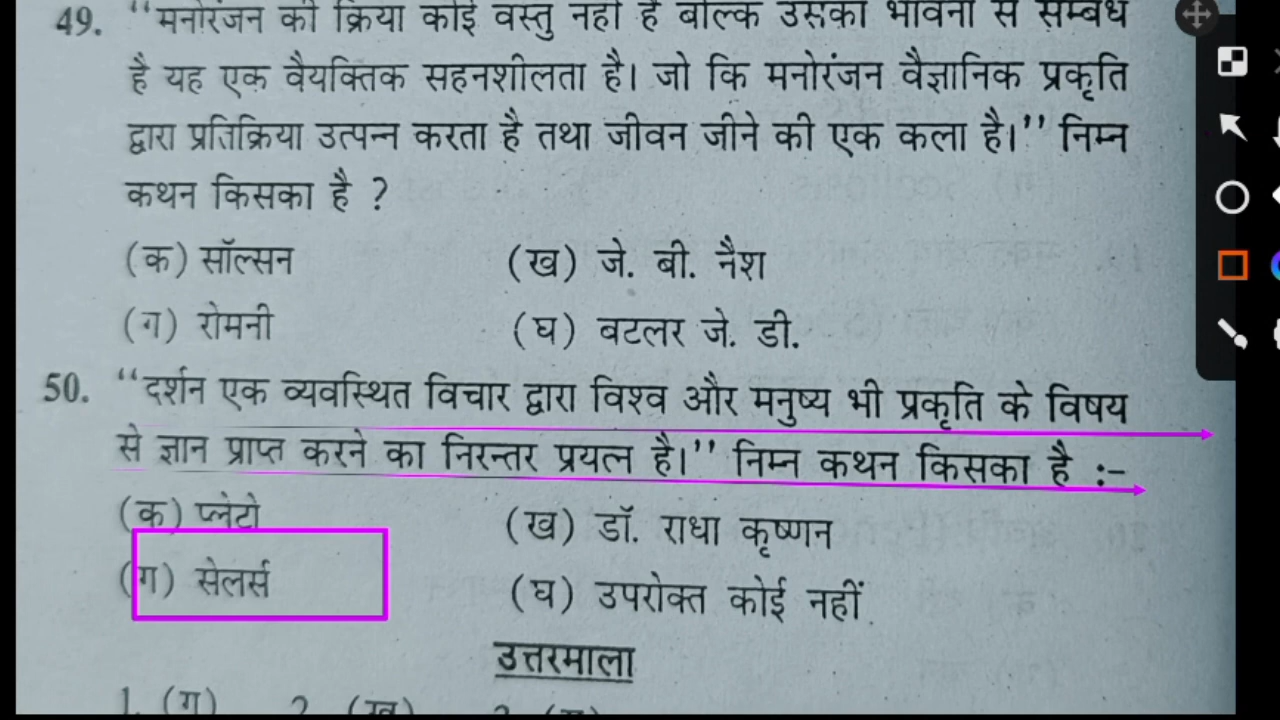 49. ‘‘मनोरंजन की क्रिया कोई वस्तु नहीं है बल्कि उसका भावना से सम्बंध
है यह एक वैयक्तिक सहनशीलता है। जो कि मनोरंजन वैज्ञानिक प्रकृति
द्वारा प्रतिक्रिया उत्पन्न करता है तथा जीवन जीने की एक कला है।’’ निम्न
कथन किसका है ?
(क) सॉल्सन (ख) जे. बी. नैश
(ग) रोमनी (घ) बटलर जे. डी.
50. ‘‘दर्शन एक व्यवस्थित विचार द्वारा विश्व और मनुष्य भी प्रकृति के विषय
से ज्ञान प्राप्त करने का निरन्तर प्रयत्न है।’’ निम्न कथन किसका है :-
(क) प्लेटो (ख) डॉ. राधा कृष्णन
(ग) सेलर्स (घ) उपरोक्त कोई नहीं
उत्तरमाला
1. (ग) 2. (ख)